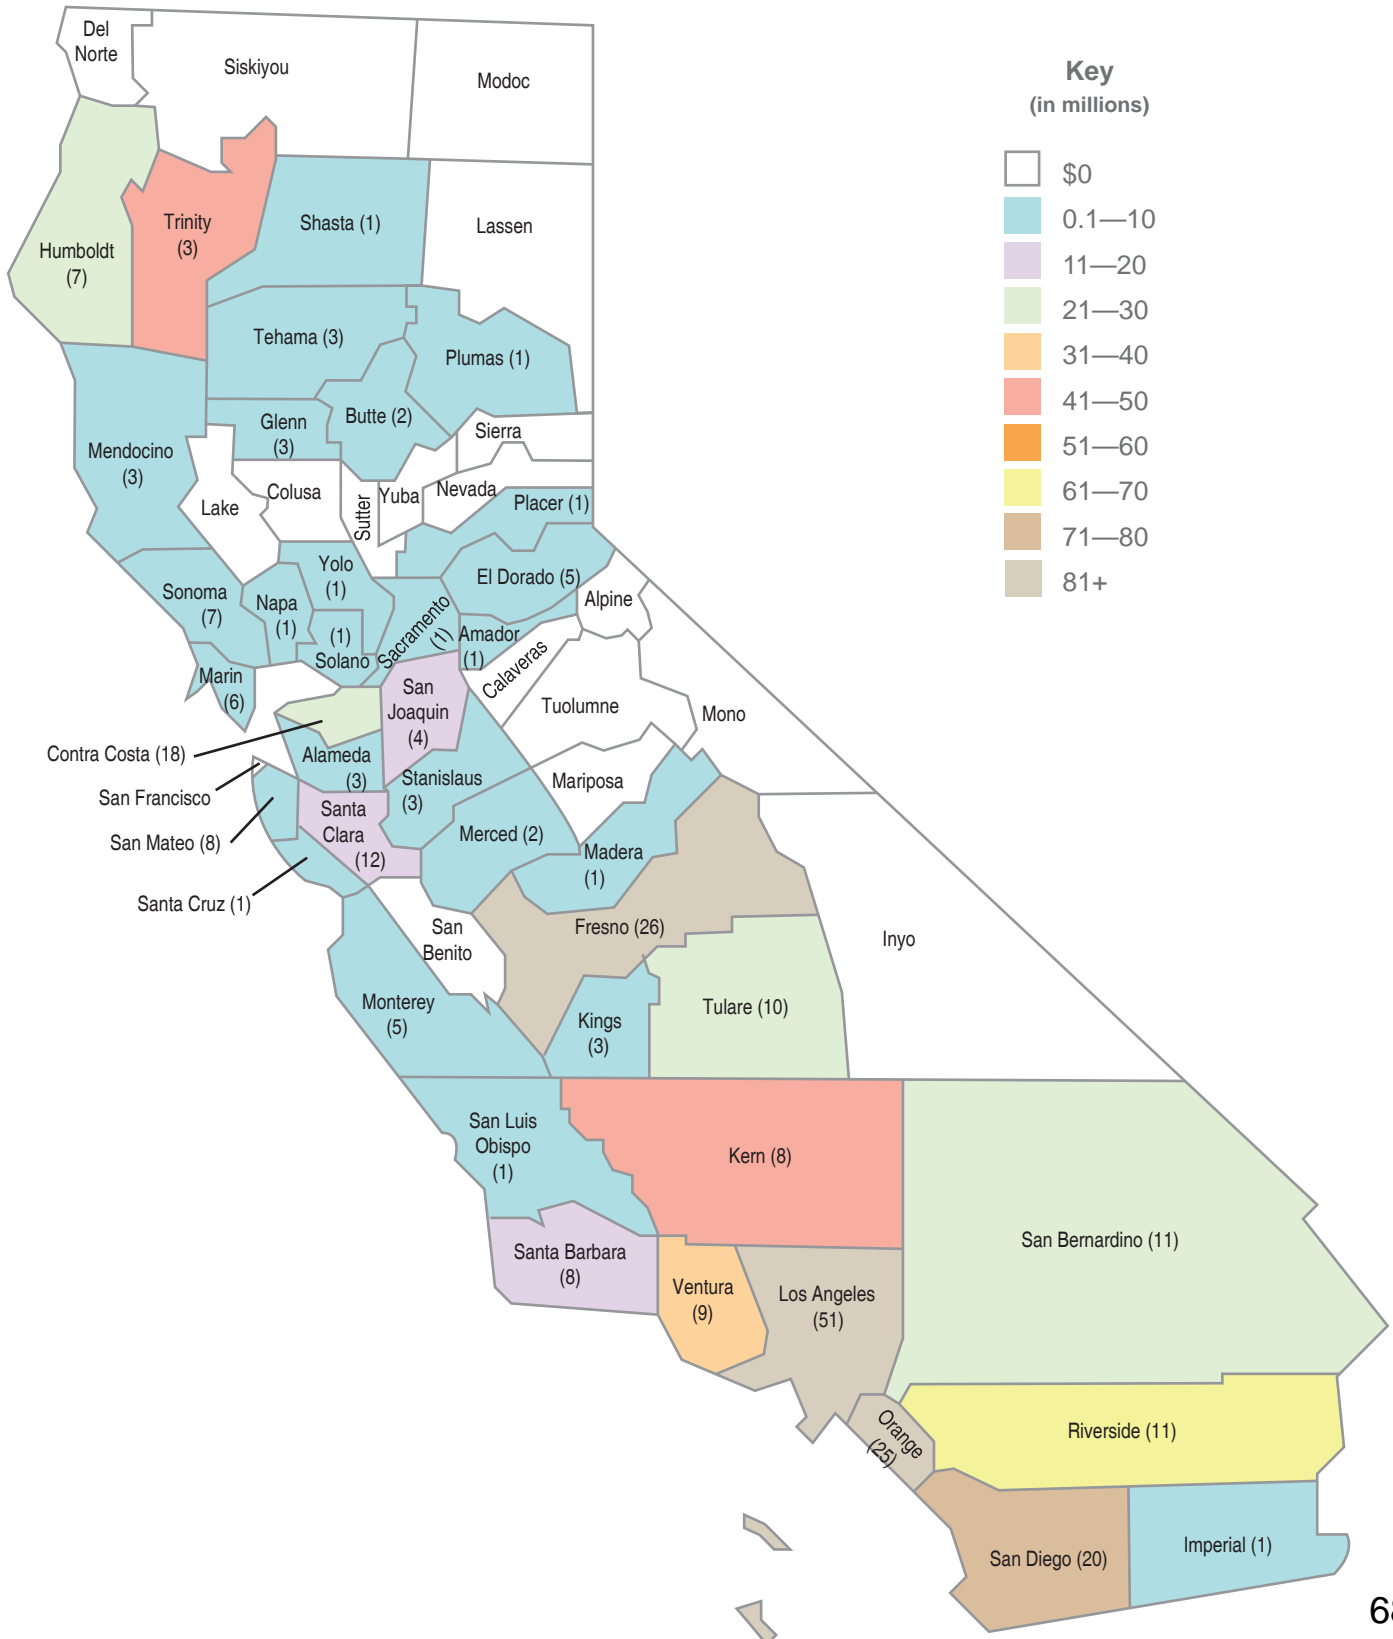 Del
Norte
Siskiyou
Modoc
Key
(in millions)
$0
0.1—10
11—20
21—30
31—40
41—50
51—60
61—70
71—80
81+
Humboldt
(7)
Trinity
(3)
Shasta (1)
Lassen
Tehama (3)
Plumas (1)
Glenn
(3)
Butte (2)
Sierra
Mendocino
(3)
Lake
Colusa
Sutter
Yuba
Nevada
Placer (1)
Sonoma
(7)
Napa
(1)
Yolo
(1)
(1)
Solano
Sacramento
(1)
El Dorado (5)
Amador
(1)
Alpine
Marin
(6)
Calaveras
San
Joaquin
(4)
Tuolumne
Mono
Contra Costa (18)
Alameda
(3)
Stanislaus
(3)
Mariposa
San Francisco
San Mateo (8)
Santa
Clara
(12)
Merced (2)
Madera
(1)
Santa Cruz (1)
San
Benito
Fresno (26)
Inyo
Monterey
(5)
Kings
(3)
Tulare (10)
San Luis
Obispo
(1)
Kern (8)
San Bernardino (11)
Santa Barbara
(8)
Ventura
(9)
Los Angeles
(51)
Orange
(25)
Riverside (11)
San Diego (20)
Imperial (1)